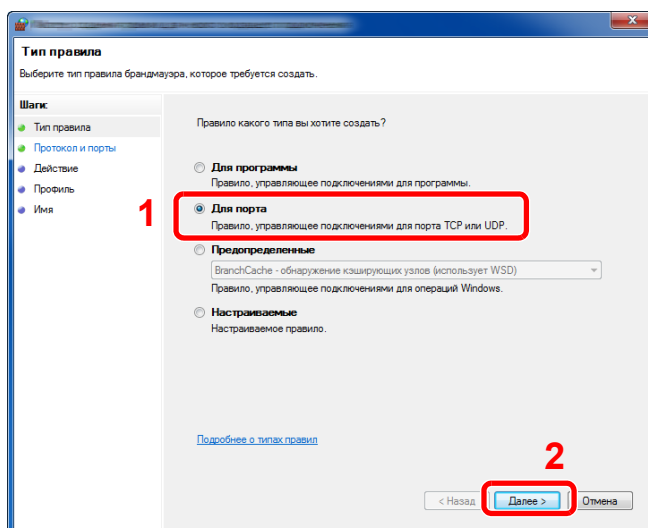 Тип правила
Выберите тип правила брандмауэра, которое требуется создать.
Шаги:
Тип правила
Протокол и порты
Действие
Профиль
Имя
Правило какого типа вы хотите создать?
Для программы
Правило, управляющее подключениями для программы.
1
Для порта
Правило, управляющее подключениями для порта TCP или UDP.
Предопределенные
BranchCache - обнаружение кэширующих узлов (использует WSD)
Правило, управляющее подключениями для операций Windows.
Настраиваемые
Настраиваемое правило.
Подробнее о типах правил
2
< Назад
Далее >
Отмена